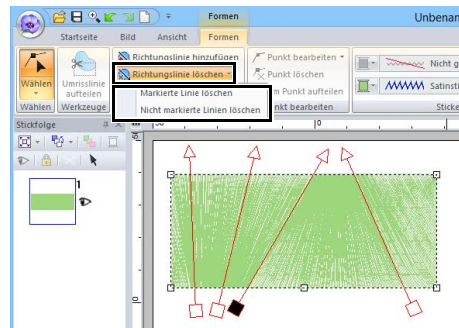 Formen
Unbenan
Startseite Bild Ansicht Formen
Wählen
Umrisslinie aufteilen
Richtungslinie hinzufügen
Richtungslinie löschen
Markierte Linie löschen
Nicht markierte Linien löschen
Punkt bearbeiten
Punkt löschen
m Punkt aufteilen
nkt bearbeiten
Nicht g
Satinsti
Sticke
Wählen Werkzeuge
Stickfolge
1